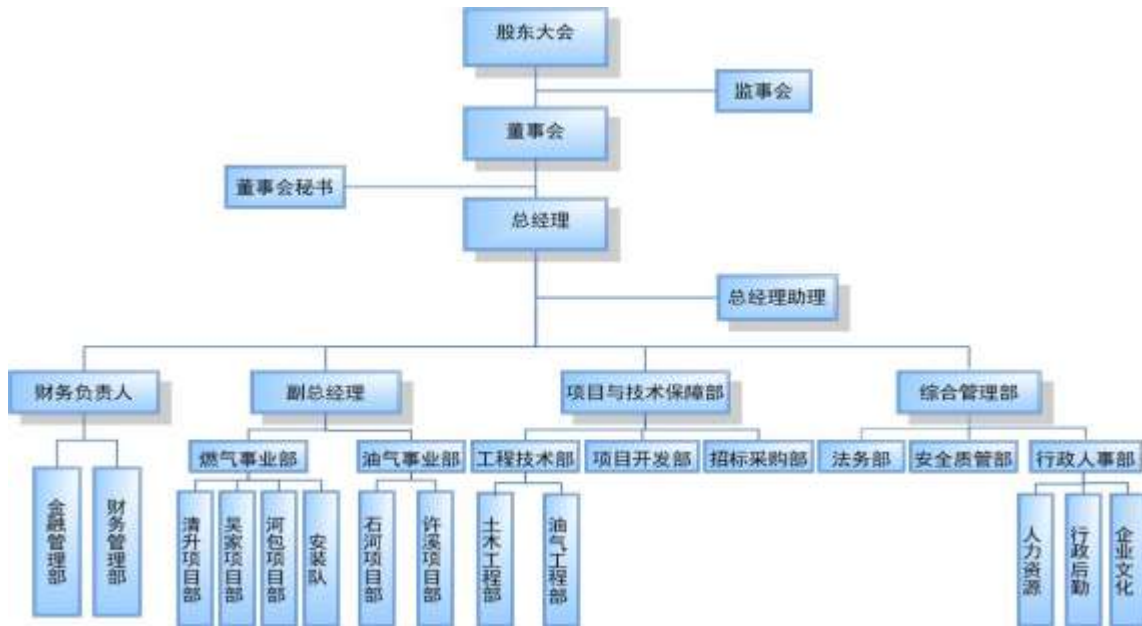 股东大会
监事会
董事会
董事会秘书
总经理
总经理助理
财务负责人
副总经理
项目与技术保障部
综合管理部
燃气事业部
油气事业部
工程技术部
项目开发部
招标采购部
法务部
安全质管部
行政人事部
金融管理部
财务管理部
清升项目部
吴家项目部
河包项目部
安装队
石河项目部
许溪项目部
土木工程部
油气工程部
人力资源
行政后勤
企业文化